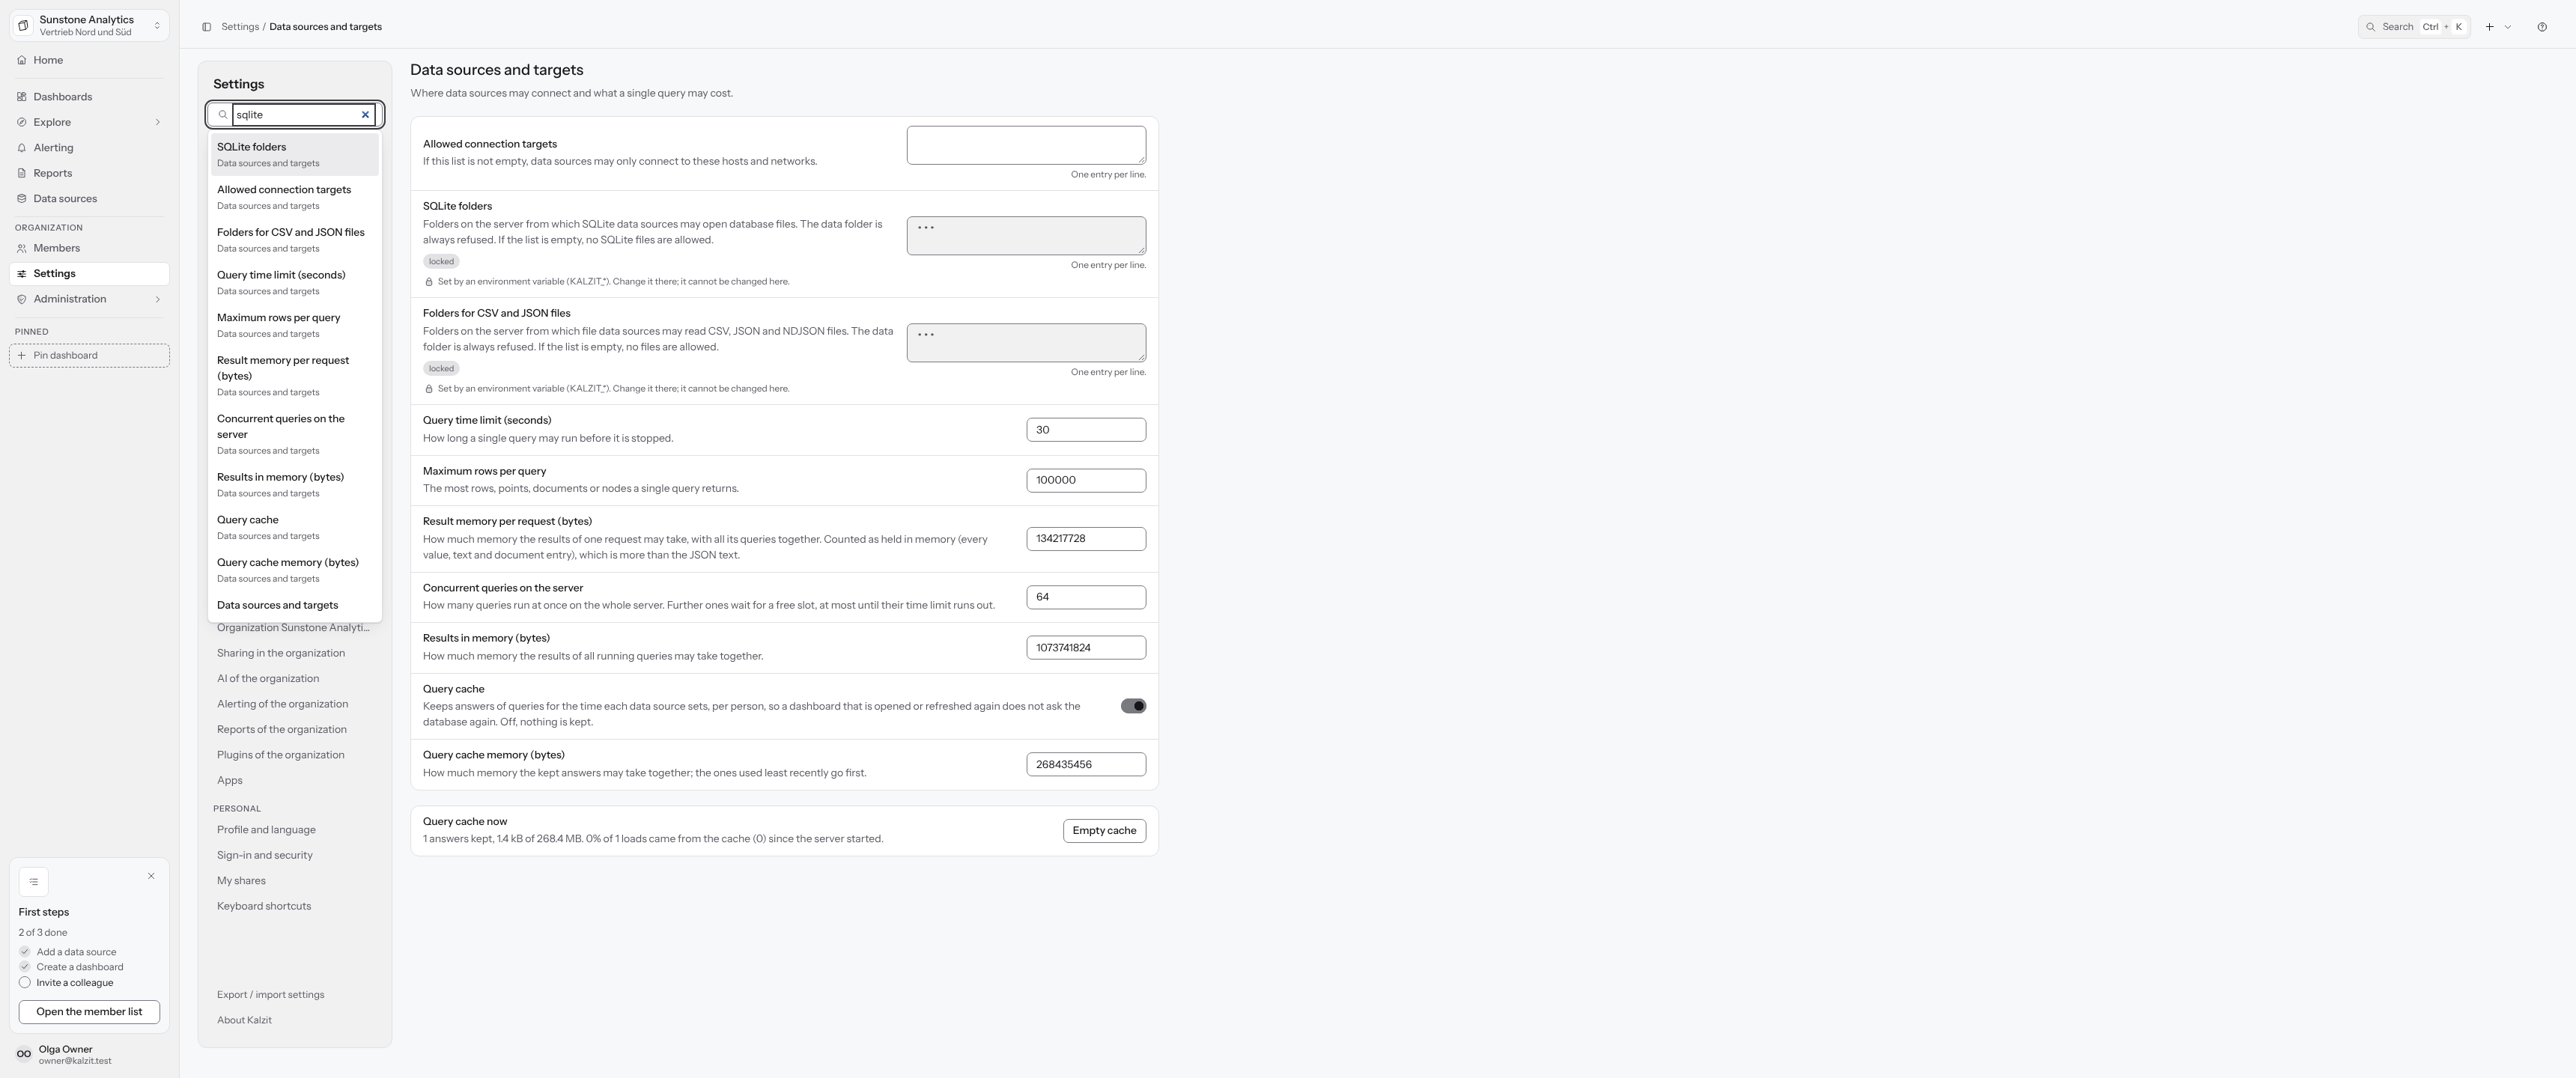 Sunstone Analytics
Vertrieb Nord und Süd
Home
Dashboards
Explore
Alerting
Reports
Data sources
ORGANIZATION
Members
Settings
Administration
PINNED
Pin dashboard
First steps
2 of 3 done
Add a data source
Create a dashboard
Invite a colleague
Open the member list
OO
Olga Owner
owner@kalzit.test
Settings / Data sources and targets
Search Ctrl + K
Settings
sqlite
SQLite folders
Data sources and targets
Allowed connection targets
Data sources and targets
Folders for CSV and JSON files
Data sources and targets
Query time limit (seconds)
Data sources and targets
Maximum rows per query
Data sources and targets
Result memory per request
(bytes)
Data sources and targets
Concurrent queries on the
server
Data sources and targets
Results in memory (bytes)
Data sources and targets
Query cache
Data sources and targets
Query cache memory (bytes)
Data sources and targets
Data sources and targets
Organization Sunstone Analyti...
Sharing in the organization
AI of the organization
Alerting of the organization
Reports of the organization
Plugins of the organization
Apps
PERSONAL
Profile and language
Sign-in and security
My shares
Keyboard shortcuts
Export / import settings
About Kalzit
Data sources and targets
Where data sources may connect and what a single query may cost.
Allowed connection targets
If this list is not empty, data sources may only connect to these hosts and networks.
One entry per line.
SQLite folders
Folders on the server from which SQLite data sources may open database files. The data folder is
always refused. If the list is empty, no SQLite files are allowed.
•••
locked
One entry per line.
Set by an environment variable (KALZIT_*). Change it there; it cannot be changed here.
Folders for CSV and JSON files
Folders on the server from which file data sources may read CSV, JSON and NDJSON files. The data
folder is always refused. If the list is empty, no files are allowed.
•••
locked
One entry per line.
Set by an environment variable (KALZIT_*). Change it there; it cannot be changed here.
Query time limit (seconds)
How long a single query may run before it is stopped.
30
Maximum rows per query
The most rows, points, documents or nodes a single query returns.
100000
Result memory per request (bytes)
How much memory the results of one request may take, with all its queries together. Counted as held in memory (every
value, text and document entry), which is more than the JSON text.
134217728
Concurrent queries on the server
How many queries run at once on the whole server. Further ones wait for a free slot, at most until their time limit runs out.
64
Results in memory (bytes)
How much memory the results of all running queries may take together.
1073741824
Query cache
Keeps answers of queries for the time each data source sets, per person, so a dashboard that is opened or refreshed again does not ask the
database again. Off, nothing is kept.
Query cache memory (bytes)
How much memory the kept answers may take together; the ones used least recently go first.
268435456
Query cache now
1 answers kept, 1.4 kB of 268.4 MB. 0% of 1 loads came from the cache (0) since the server started.
Empty cache